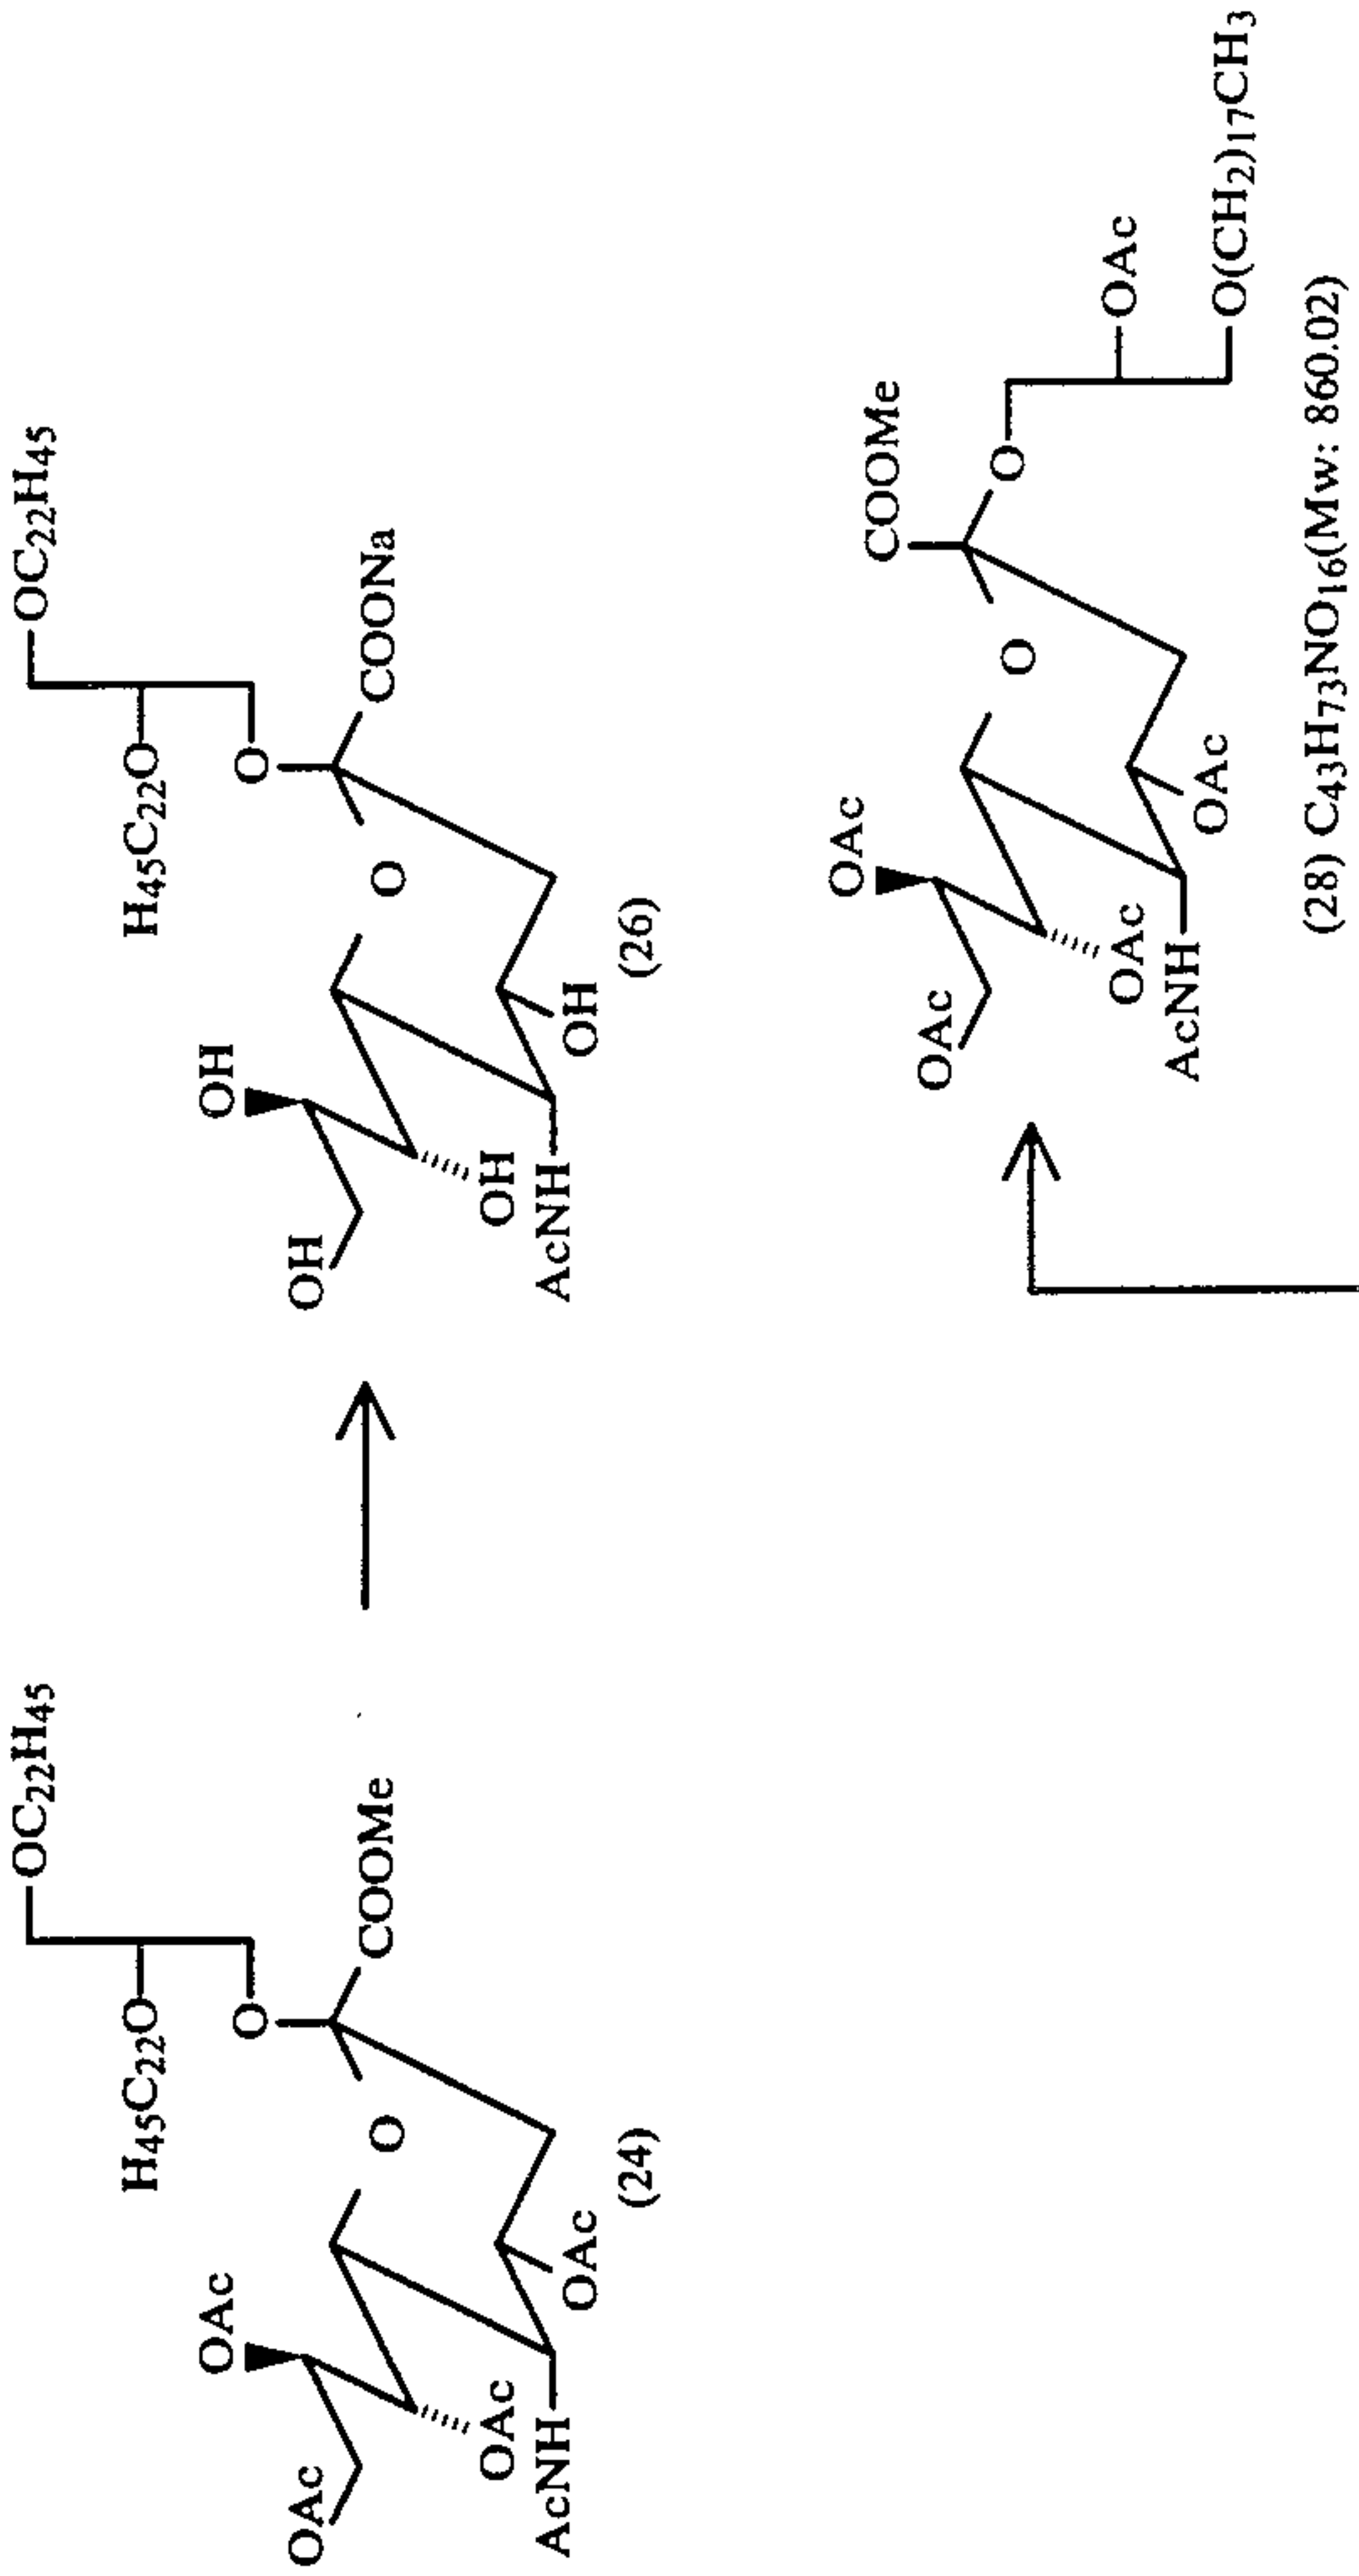 OC22H45
H45C22O
O
COOMe
O
OAc
OAc
OAc
OAc
AcNH
(24)
OC22H45
H45C22O
O
COONa
O
OH
OH
OH
OH
AcNH
(26)
COOMe
O
OAc
O(CH2)17CH3
O
OAc
OAc
OAc
OAc
AcNH
(28) C43H73NO16(Mw: 860.02)